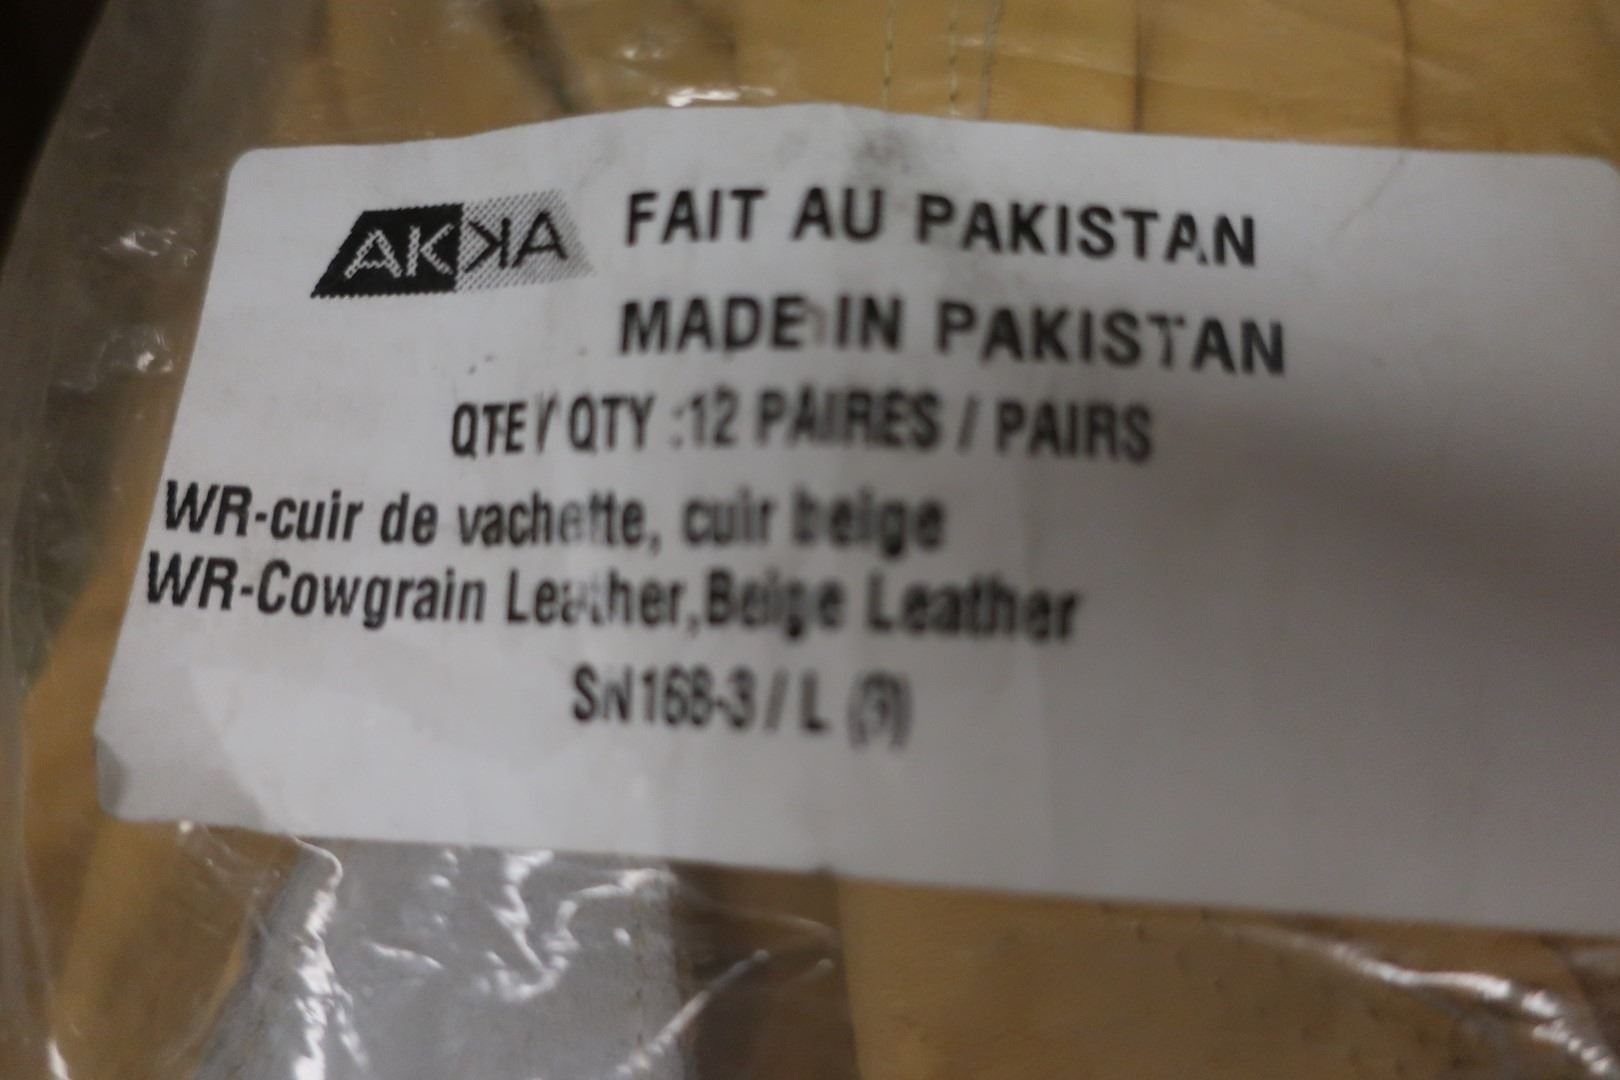 AKKA FAIT AU PAKISTAN
MADE IN PAKISTAN
QTE / QTY :12 PAIRES / PAIRS
WR-cuir de vachette, cuir beige
WR-Cowgrain Leather,Beige Leather
SN168-3 / L (9)